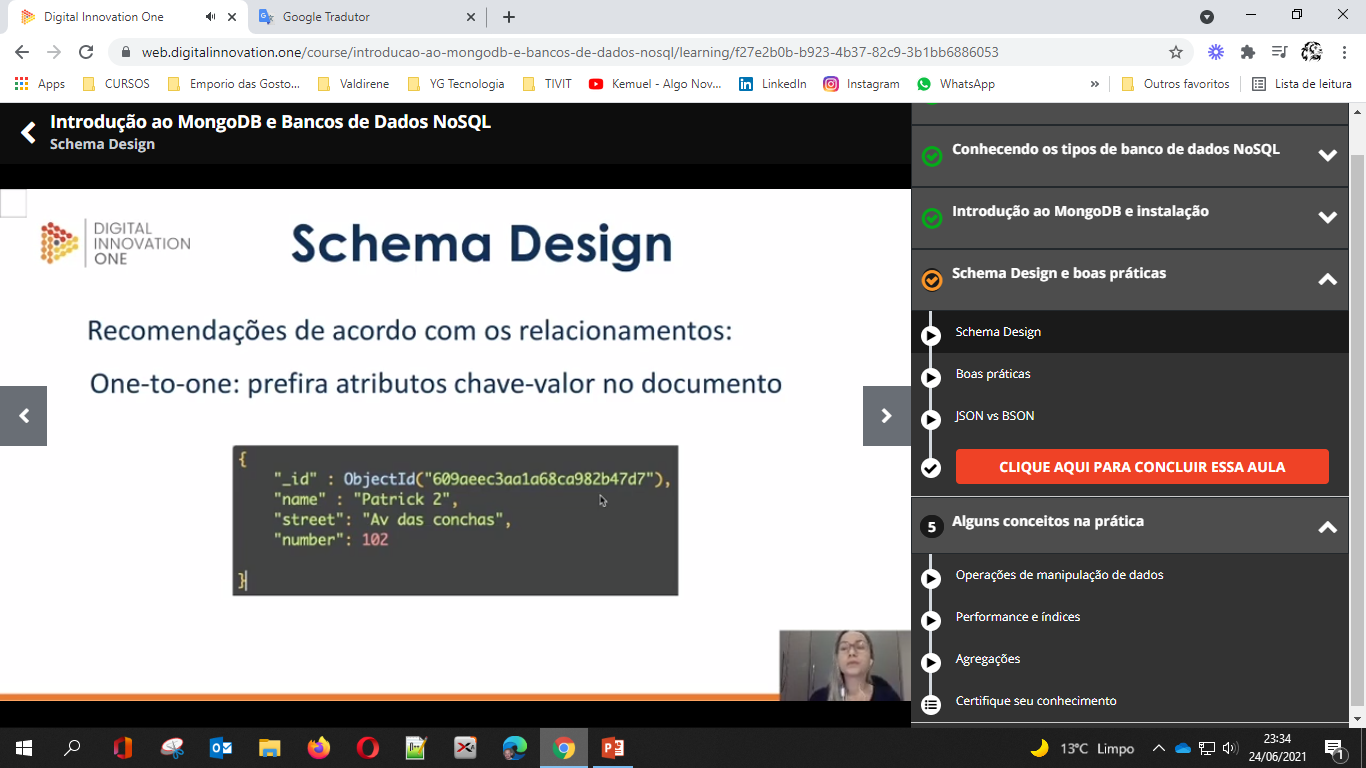 Digital Innovation One
Google Tradutor
web.digitalinnovation.one/course/introducao-ao-mongodb-e-bancos-de-dados-nosql/learning/f27e2b0b-b923-4b37-82c9-3b1bb6886053
Apps
CURSOS
Emporio das Gosto...
Valdirene
YG Tecnologia
TIVIT
Kemuel - Algo Nov...
LinkedIn
Instagram
WhatsApp
»
Outros favoritos
Lista de leitura
Introdução ao MongoDB e Bancos de Dados NoSQL
Schema Design
DIGITAL
INNOVATION
ONE
Schema Design
Recomendações de acordo com os relacionamentos:
One-to-one: prefira atributos chave-valor no documento
{
"_id" : ObjectId("609aeec3aa1a68ca982b47d7"),
"name" : "Patrick 2",
"street": "Av das conchas",
"number": 102
}
Conhecendo os tipos de banco de dados NoSQL
Introdução ao MongoDB e instalação
Schema Design e boas práticas
Schema Design
Boas práticas
JSON vs BSON
CLIQUE AQUI PARA CONCLUIR ESSA AULA
5 Alguns conceitos na prática
Operações de manipulação de dados
Performance e índices
Agregações
Certifique seu conhecimento
13°C Limpo
23:34
24/06/2021
1